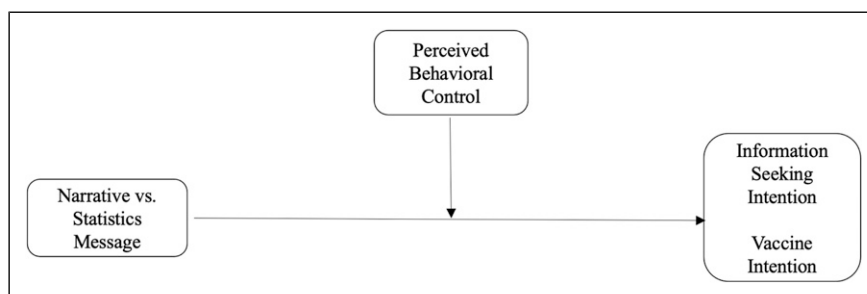 Perceived
Behavioral
Control
Narrative vs.
Statistics
Message
Information
Seeking
Intention
Vaccine
Intention